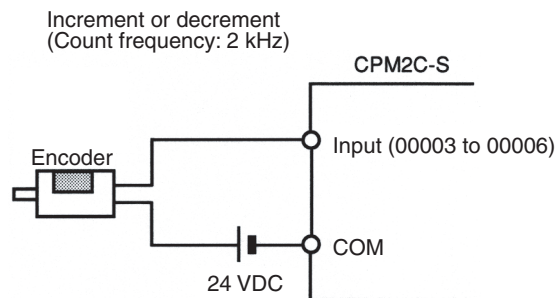 Increment or decrement
(Count frequency: 2 kHz)
CPM2C-S
Input (00003 to 00006)
Encoder
COM
24 VDC